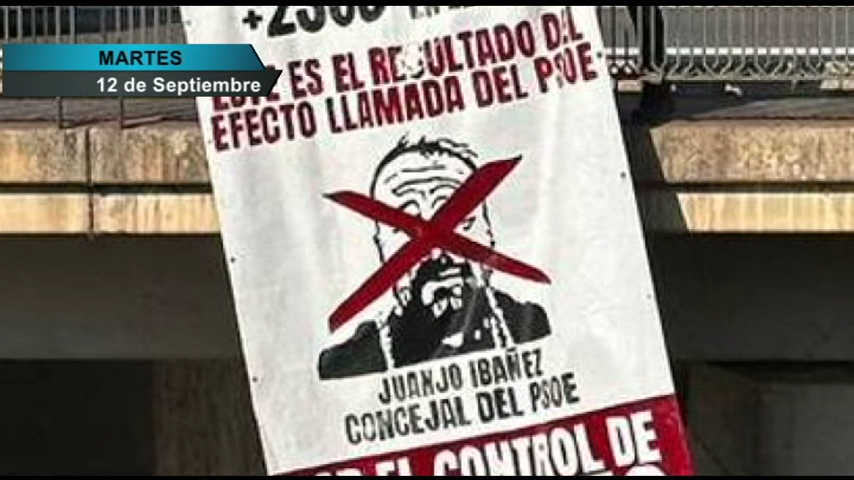 MARTES
12 de Septiembre
ESTE ES EL RESULTADO DEL
EFECTO LLAMADA DEL PSOE
JUANJO IBAÑEZ
CONCEJAL DEL PSOE
EL CONTROL DE